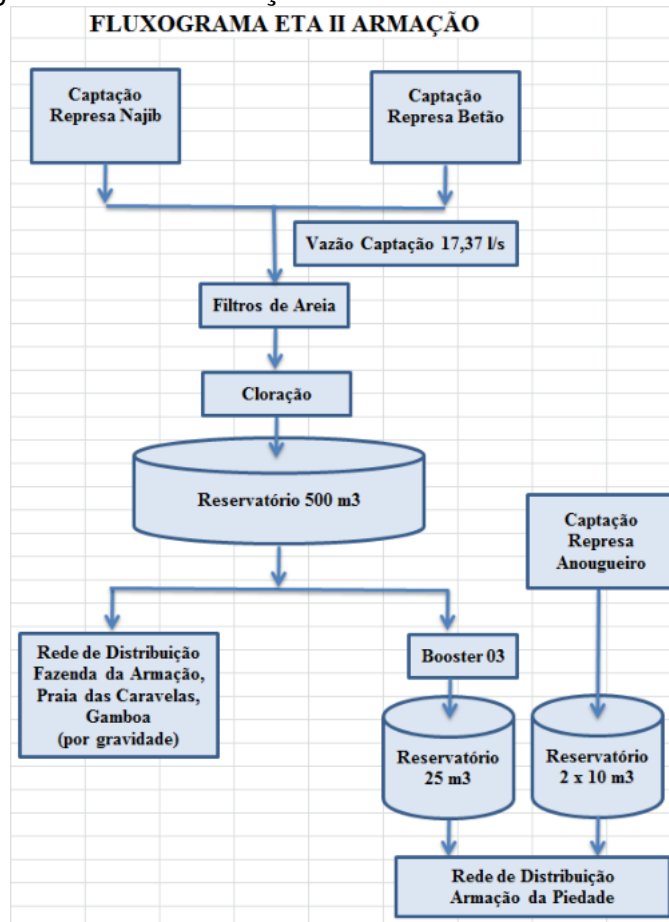 FLUXOGRAMA ETA II ARMAÇÃO
Captação
Represa Najib
Captação
Represa Betão
Vazão Captação 17,37 l/s
Filtros de Areia
Cloração
Reservatório 500 m3
Captação
Represa
Anougueiro
Rede de Distribuição
Fazenda da Armação,
Praia das Caravelas,
Gamboa
(por gravidade)
Booster 03
Reservatório
25 m3
Reservatório
2 x 10 m3
Rede de Distribuição
Armação da Piedade